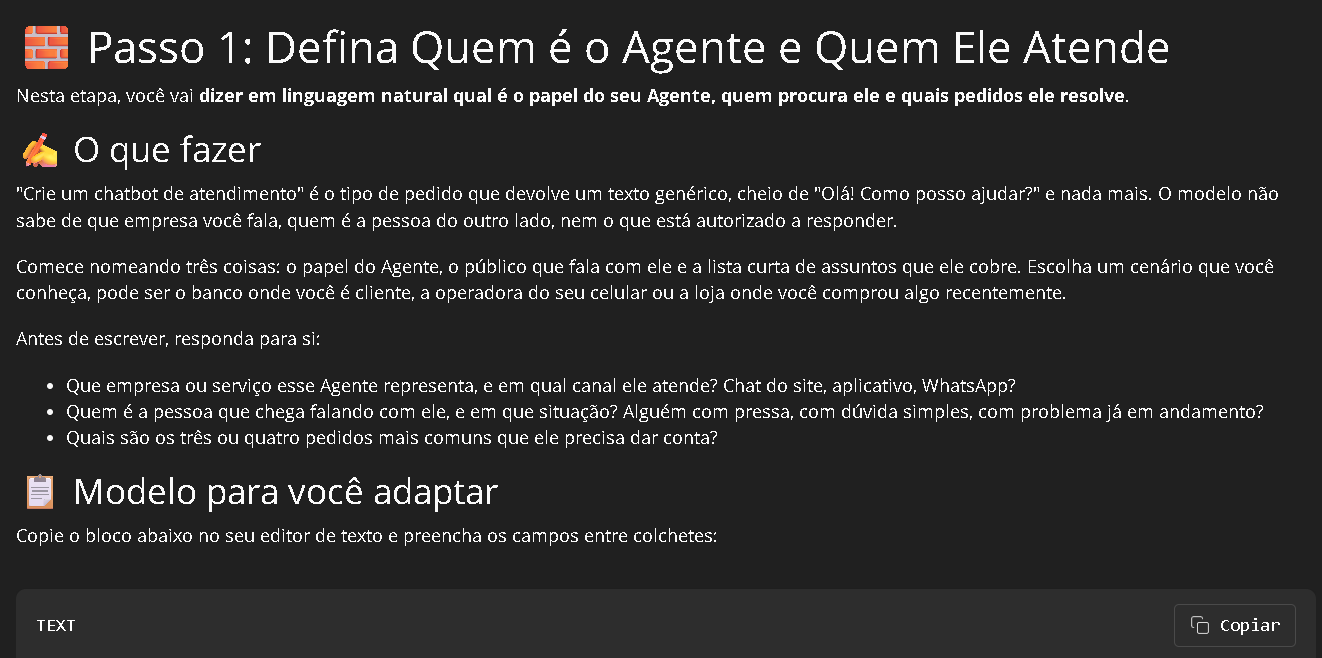 Passo 1: Defina Quem é o Agente e Quem Ele Atende
Nesta etapa, você vai dizer em linguagem natural qual é o papel do seu Agente, quem procura ele e quais pedidos ele resolve.
O que fazer
"Crie um chatbot de atendimento" é o tipo de pedido que devolve um texto genérico, cheio de "Olá! Como posso ajudar?" e nada mais. O modelo não
sabe de que empresa você fala, quem é a pessoa do outro lado, nem o que está autorizado a responder.
Comece nomeando três coisas: o papel do Agente, o público que fala com ele e a lista curta de assuntos que ele cobre. Escolha um cenário que você
conheça, pode ser o banco onde você é cliente, a operadora do seu celular ou a loja onde você comprou algo recentemente.
Antes de escrever, responda para si:
• Que empresa ou serviço esse Agente representa, e em qual canal ele atende? Chat do site, aplicativo, WhatsApp?
• Quem é a pessoa que chega falando com ele, e em que situação? Alguém com pressa, com dúvida simples, com problema já em andamento?
• Quais são os três ou quatro pedidos mais comuns que ele precisa dar conta?
Modelo para você adaptar
Copie o bloco abaixo no seu editor de texto e preencha os campos entre colchetes:
TEXT
Copiar